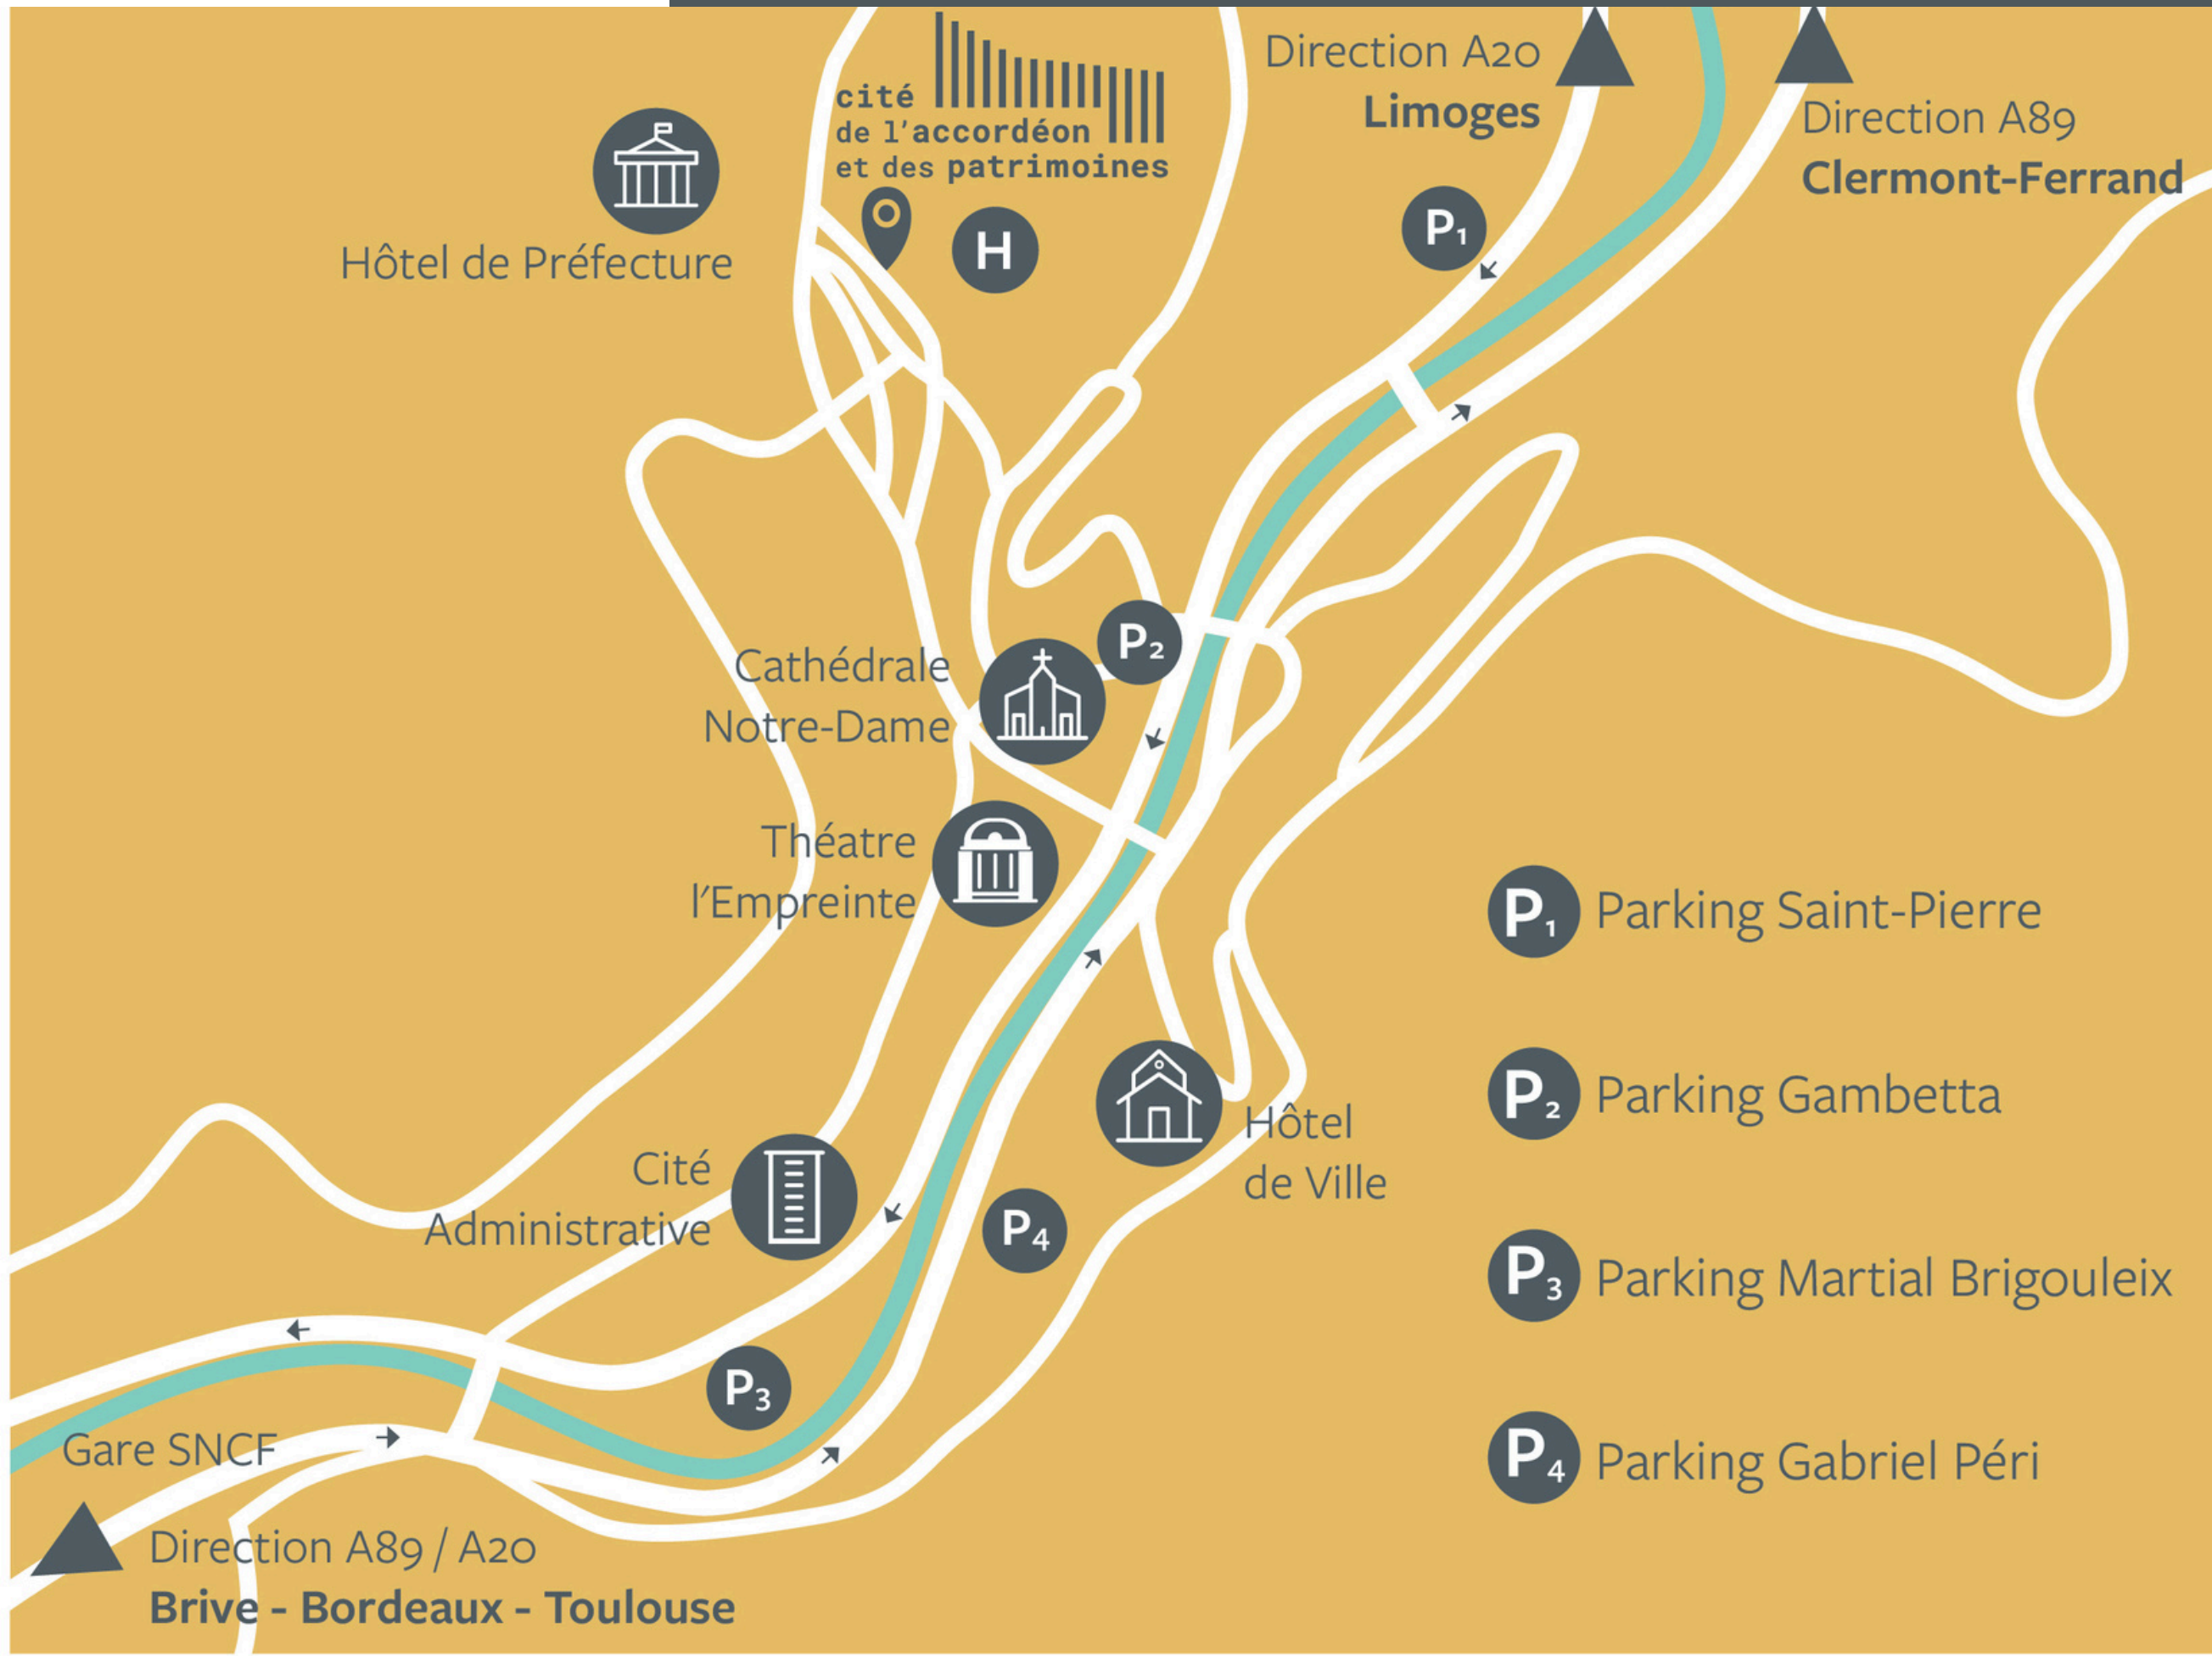 cité
de l'accordéon
et des patrimoines
H
Hôtel de Préfecture
Direction A20
Limoges
Direction A89
Clermont-Ferrand
P1
P2
Cathédrale
Notre-Dame
Théatre
l'Empreinte
Cité
Administrative
Hôtel
de Ville
P4
P3
Gare SNCF
Direction A89 / A20
Brive - Bordeaux - Toulouse
P1 Parking Saint-Pierre
P2 Parking Gambetta
P3 Parking Martial Brigouleix
P4 Parking Gabriel Péri